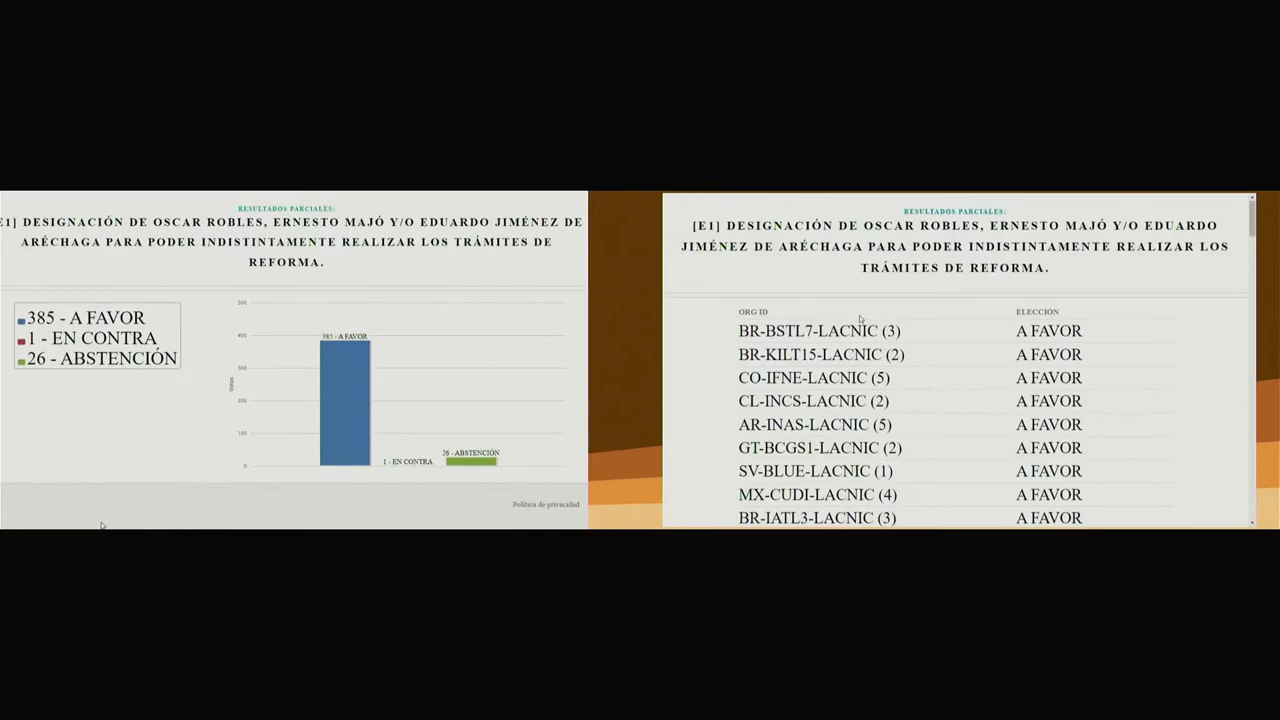 RESULTADOS PARCIALES:
[E1] DESIGNACIÓN DE OSCAR ROBLES, ERNESTO MAJÓ Y/O EDUARDO JIMÉNEZ DE
ARÉCHAGA PARA PODER INDISTINTAMENTE REALIZAR LOS TRÁMITES DE
REFORMA.
385 - A FAVOR
1 - EN CONTRA
26 - ABSTENCIÓN
Votos
500
400
300
200
100
0
385 - A FAVOR
1 - EN CONTRA
26 - ABSTENCIÓN
Política de privacidad
RESULTADOS PARCIALES:
[E1] DESIGNACIÓN DE OSCAR ROBLES, ERNESTO MAJÓ Y/O EDUARDO
JIMÉNEZ DE ARÉCHAGA PARA PODER INDISTINTAMENTE REALIZAR LOS
TRÁMITES DE REFORMA.
ORG ID ELECCIÓN
BR-BSTL7-LACNIC (3) A FAVOR
BR-KILT15-LACNIC (2) A FAVOR
CO-IFNE-LACNIC (5) A FAVOR
CL-INCS-LACNIC (2) A FAVOR
AR-INAS-LACNIC (5) A FAVOR
GT-BCGS1-LACNIC (2) A FAVOR
SV-BLUE-LACNIC (1) A FAVOR
MX-CUDI-LACNIC (4) A FAVOR
BR-IATL3-LACNIC (3) A FAVOR